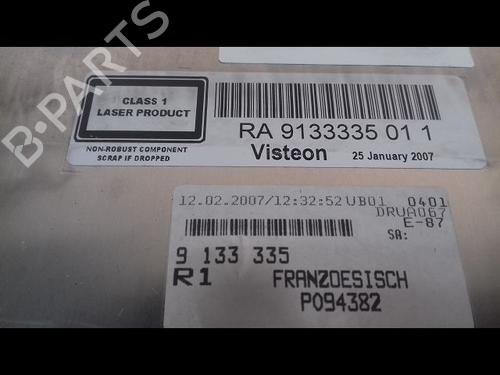 B-PARTS
CLASS 1
LASER PRODUCT
NON-ROBUST COMPONENT
SCRAP IF DROPPED
RA 9133335 01 1
Visteon 25 January 2007
12.02.2007/12:32:52 UB01 0401
DRUA067
E-87
SA:
9 133 335
R1 FRANZOESISCH
P094382